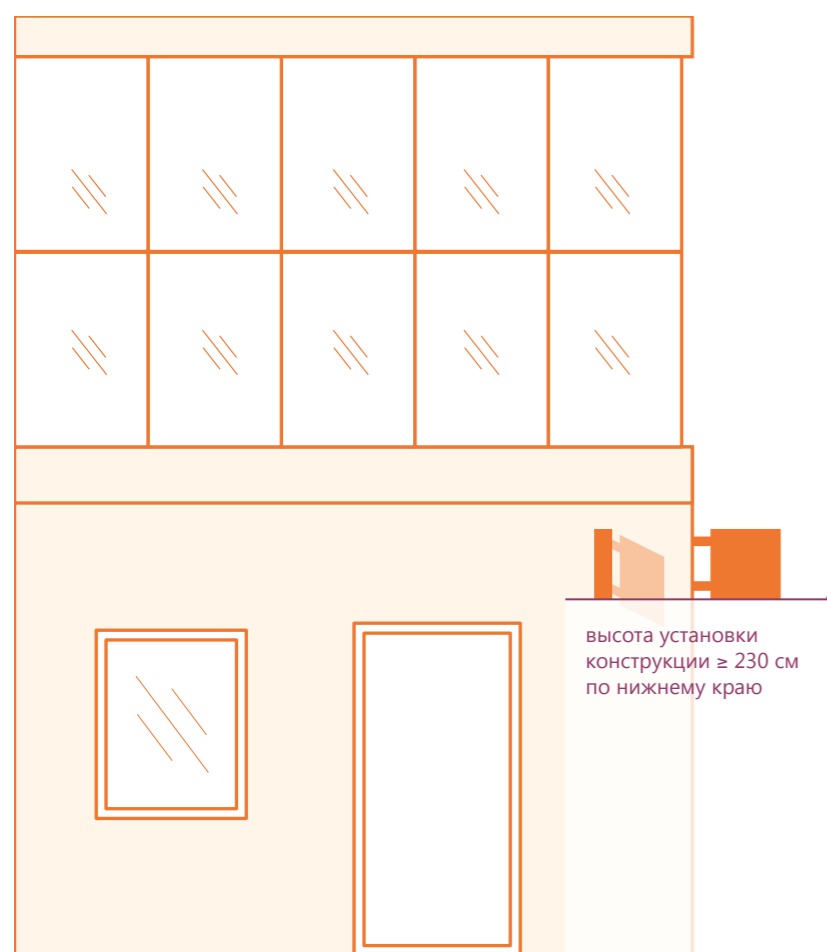 высота установки
конструкции ≥ 230 см
по нижнему краю